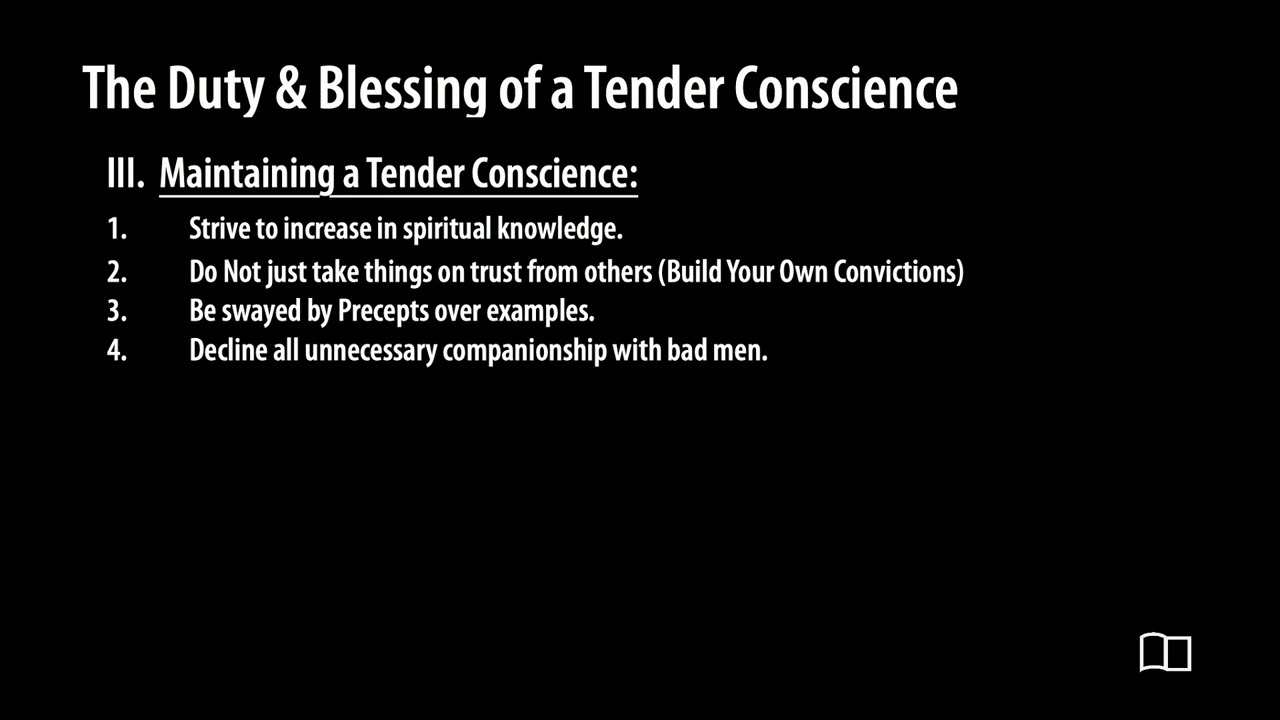 The Duty & Blessing of a Tender Conscience
III. Maintaining a Tender Conscience:
1. Strive to increase in spiritual knowledge.
2. Do Not just take things on trust from others (Build Your Own Convictions)
3. Be swayed by Precepts over examples.
4. Decline all unnecessary companionship with bad men.